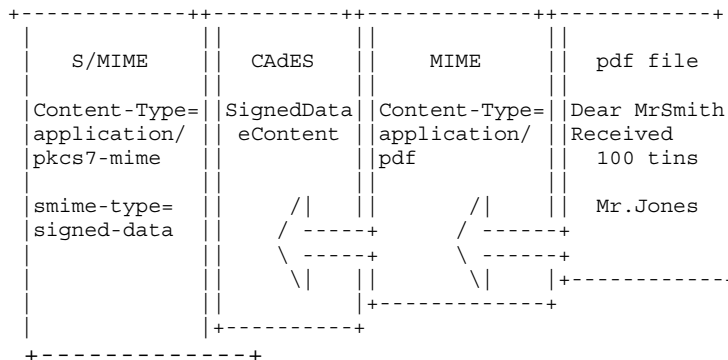 S/MIME CAdES MIME pdf file
Content-Type= SignedData Content-Type= Dear MrSmith
application/ eContent application/ Received
pkcs7-mime pdf 100 tins
smime-type= Mr.Jones
signed-data